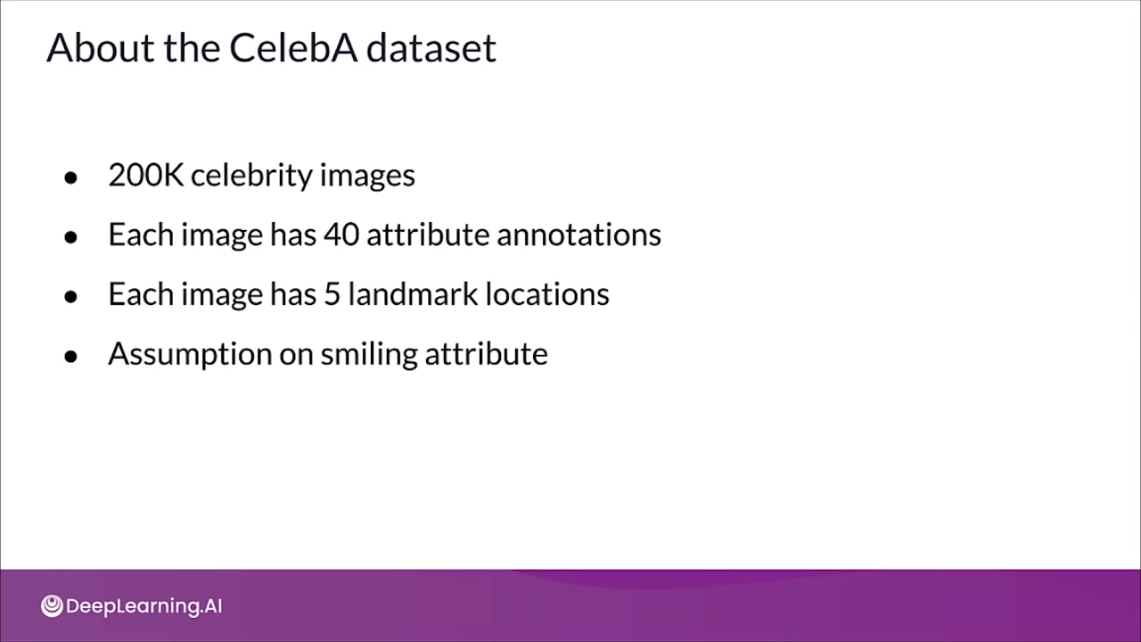 About the CelebA dataset
● 200K celebrity images
● Each image has 40 attribute annotations
● Each image has 5 landmark locations
● Assumption on smiling attribute
DeepLearning.AI